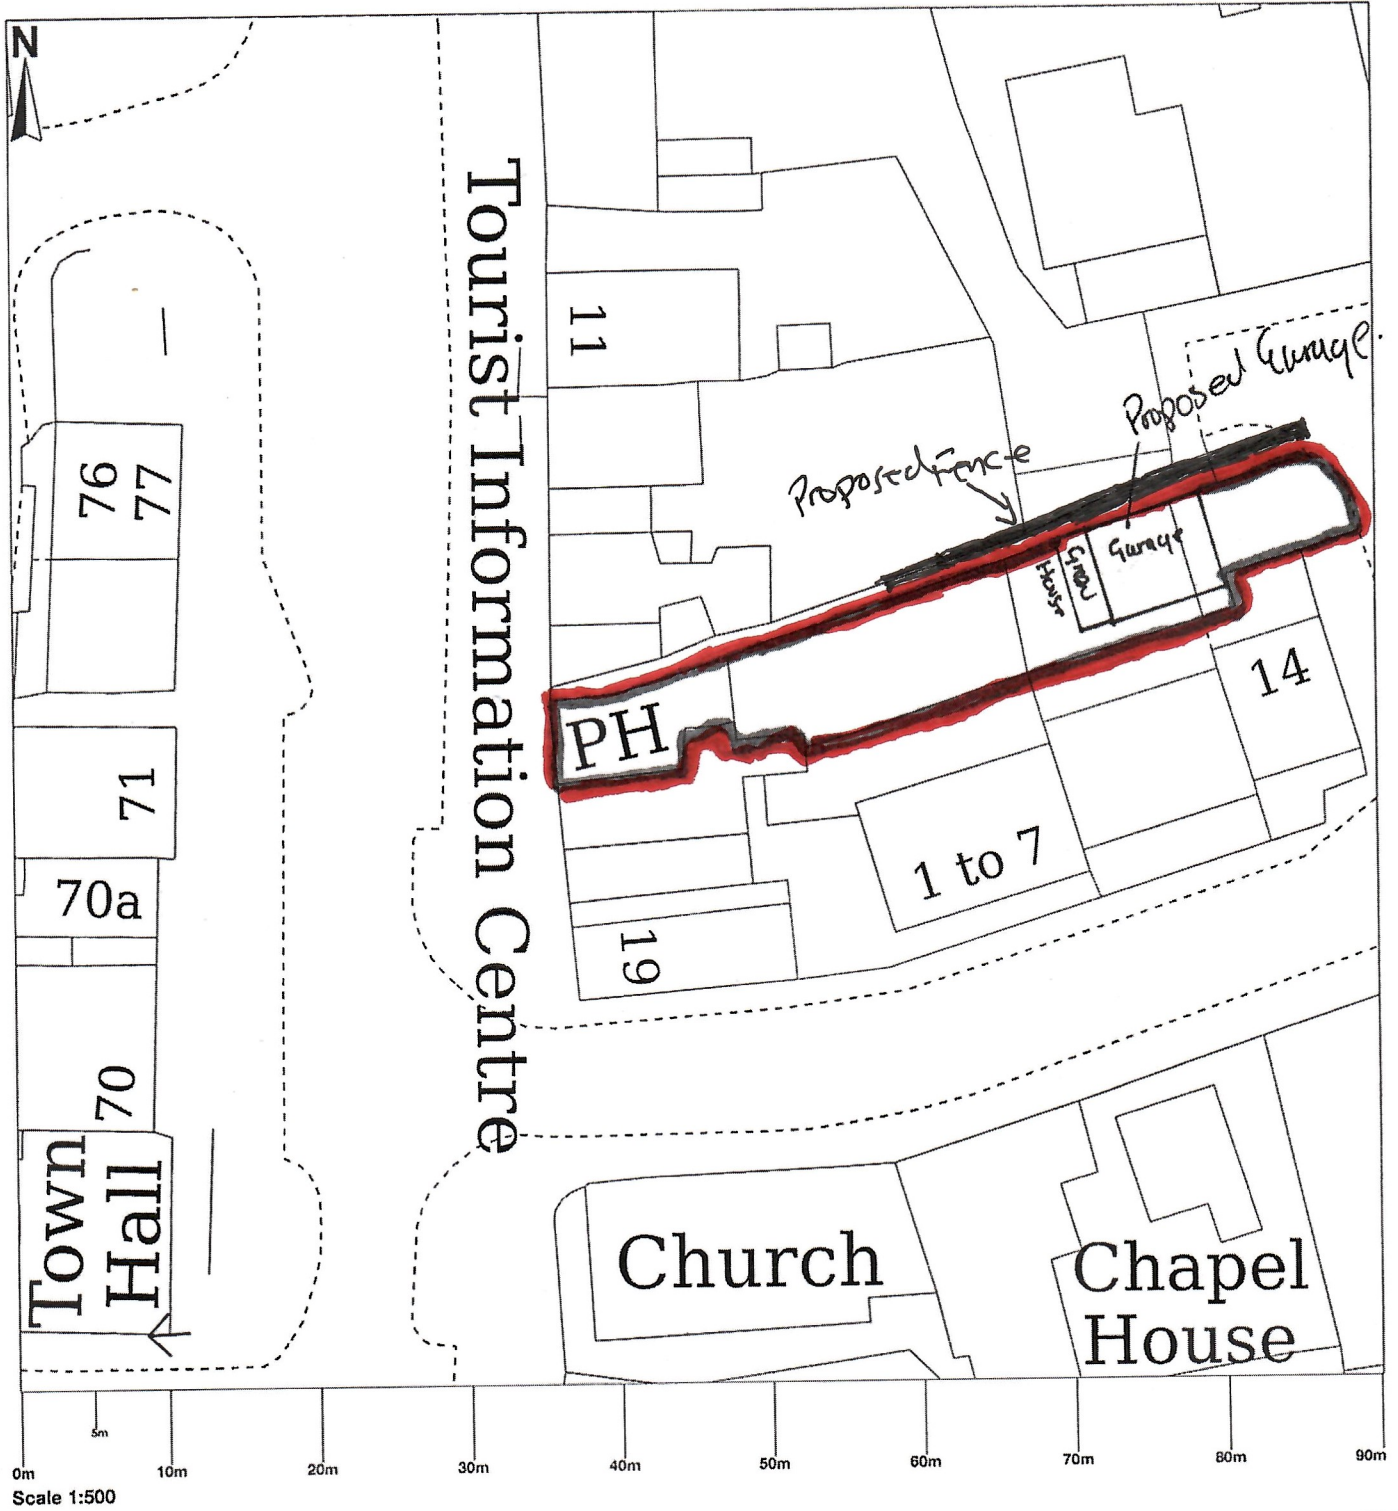 N
Tourist Information Centre
11
Proposed Garage.
Proposed Fence
76
77
Garage
Grow
House
14
PH
71
1 to 7
70a
19
70
Town
Hall
Church
Chapel
House
5m
0m
10m
20m
30m
40m
50m
60m
70m
80m
90m
Scale 1:500